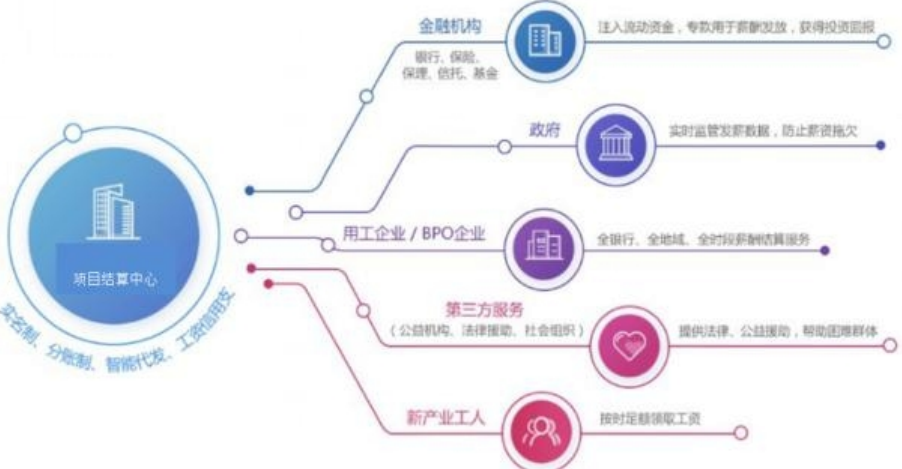 金融机构
银行、保险、
保理、信托、基金
注入流动资金，专款用于薪酬发放，获得投资回报
政府
实时监管发薪数据，防止薪资拖欠
项目结算中心
用工企业 / BPO企业
全银行、全地域、全时段薪酬结算服务
实名制、分账制、智能代发、工资信用支
第三方服务
（公益机构、法律援助、社会组织）
提供法律、公益援助，帮助困难群体
新产业工人
按时足额领取工资